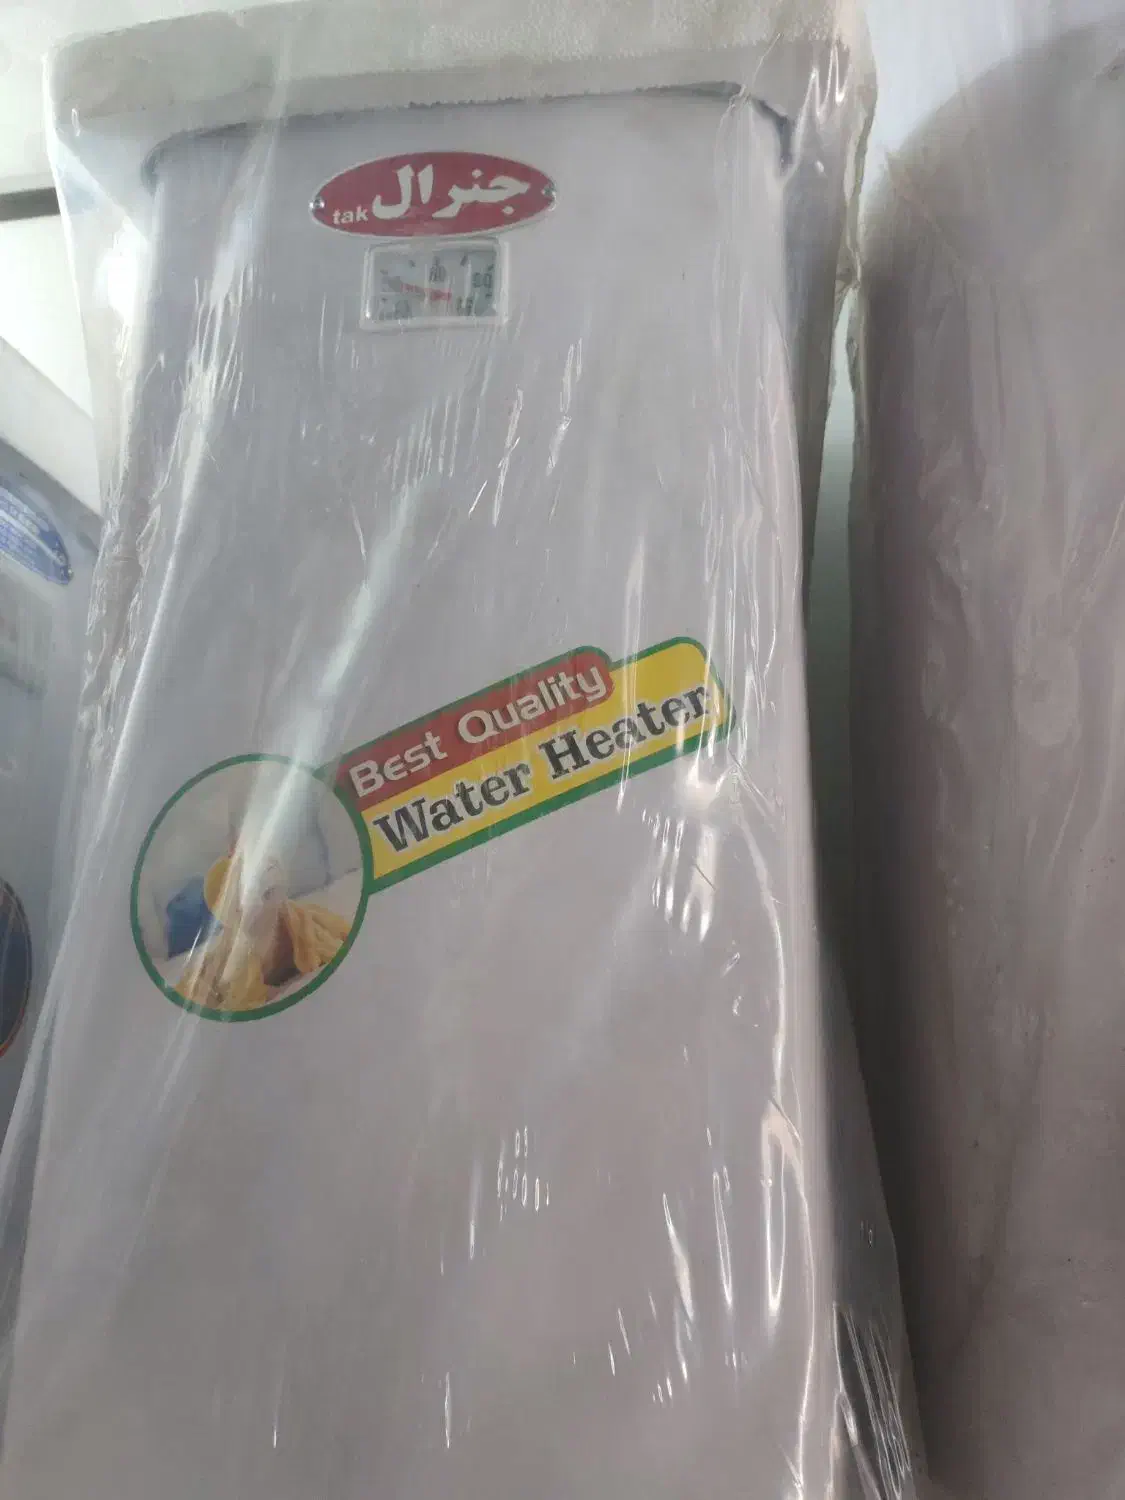 جنرال
tak
Best Quality
Water Heater